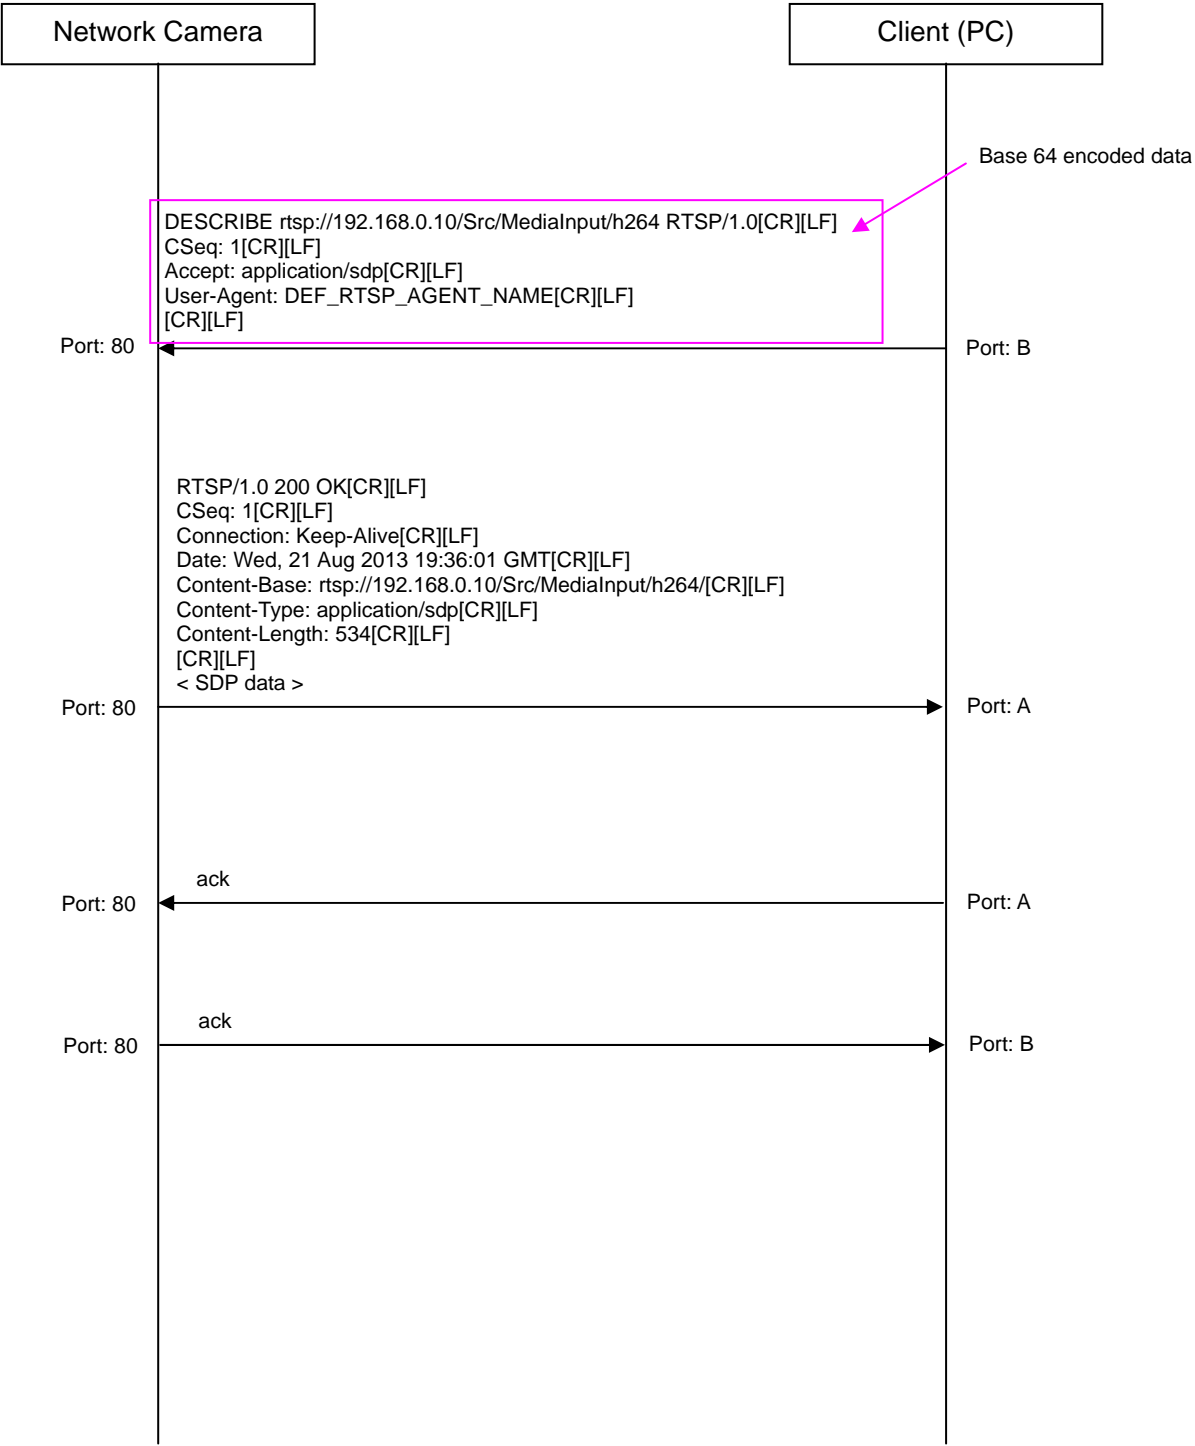 Network Camera
Client (PC)
Base 64 encoded data
DESCRIBE rtsp://192.168.0.10/Src/MediaInput/h264 RTSP/1.0[CR][LF]
CSeq: 1[CR][LF]
Accept: application/sdp[CR][LF]
User-Agent: DEF_RTSP_AGENT_NAME[CR][LF]
[CR][LF]
Port: 80
Port: B
RTSP/1.0 200 OK[CR][LF]
CSeq: 1[CR][LF]
Connection: Keep-Alive[CR][LF]
Date: Wed, 21 Aug 2013 19:36:01 GMT[CR][LF]
Content-Base: rtsp://192.168.0.10/Src/MediaInput/h264/[CR][LF]
Content-Type: application/sdp[CR][LF]
Content-Length: 534[CR][LF]
[CR][LF]
< SDP data >
Port: 80
Port: A
ack
Port: 80
Port: A
ack
Port: 80
Port: B